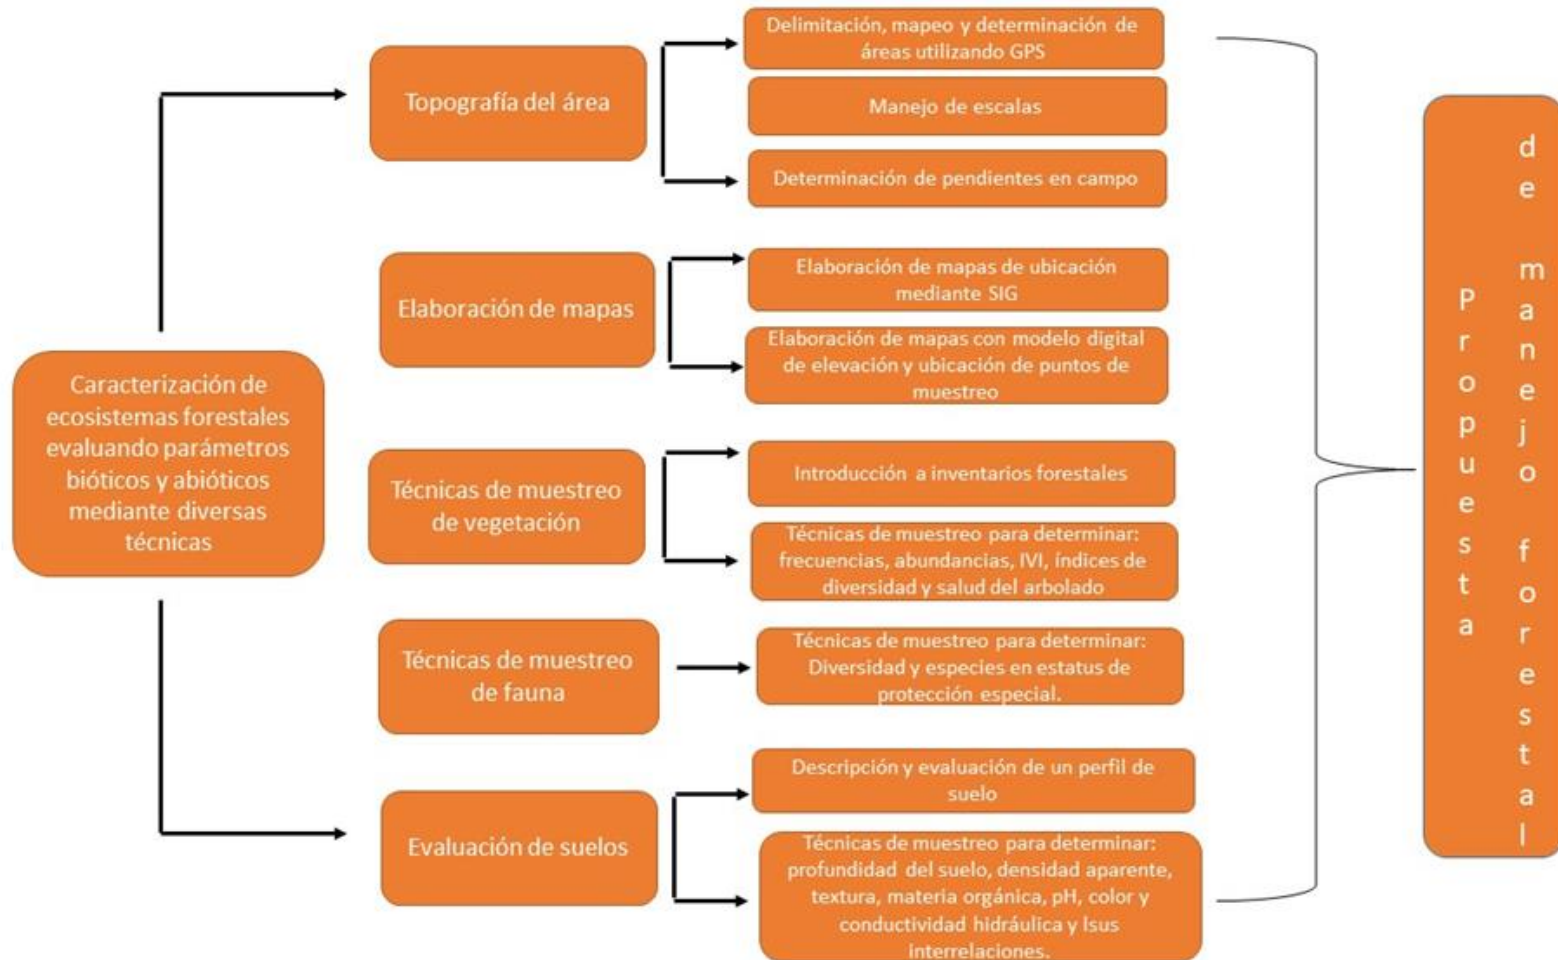 Caracterización de
ecosistemas forestales
evaluando parámetros
bióticos y abióticos
mediante diversas
técnicas
Topografía del área
Delimitación, mapeo y determinación de
áreas utilizando GPS
Manejo de escalas
Determinación de pendientes en campo
Elaboración de mapas
Elaboración de mapas de ubicación
mediante SIG
Elaboración de mapas con modelo digital
de elevación y ubicación de puntos de
muestreo
Técnicas de muestreo
de vegetación
Introducción a inventarios forestales
Técnicas de muestreo para determinar:
frecuencias, abundancias, IVI, índices de
diversidad y salud del arbolado
Técnicas de muestreo
de fauna
Técnicas de muestreo para determinar:
Diversidad y especies en estatus de
protección especial.
Evaluación de suelos
Descripción y evaluación de un perfil de
suelo
Técnicas de muestreo para determinar:
profundidad del suelo, densidad aparente,
textura, materia orgánica, pH, color y
conductividad hidráulica y lsus
interrelaciones.
Propuesta
de manejo forestal